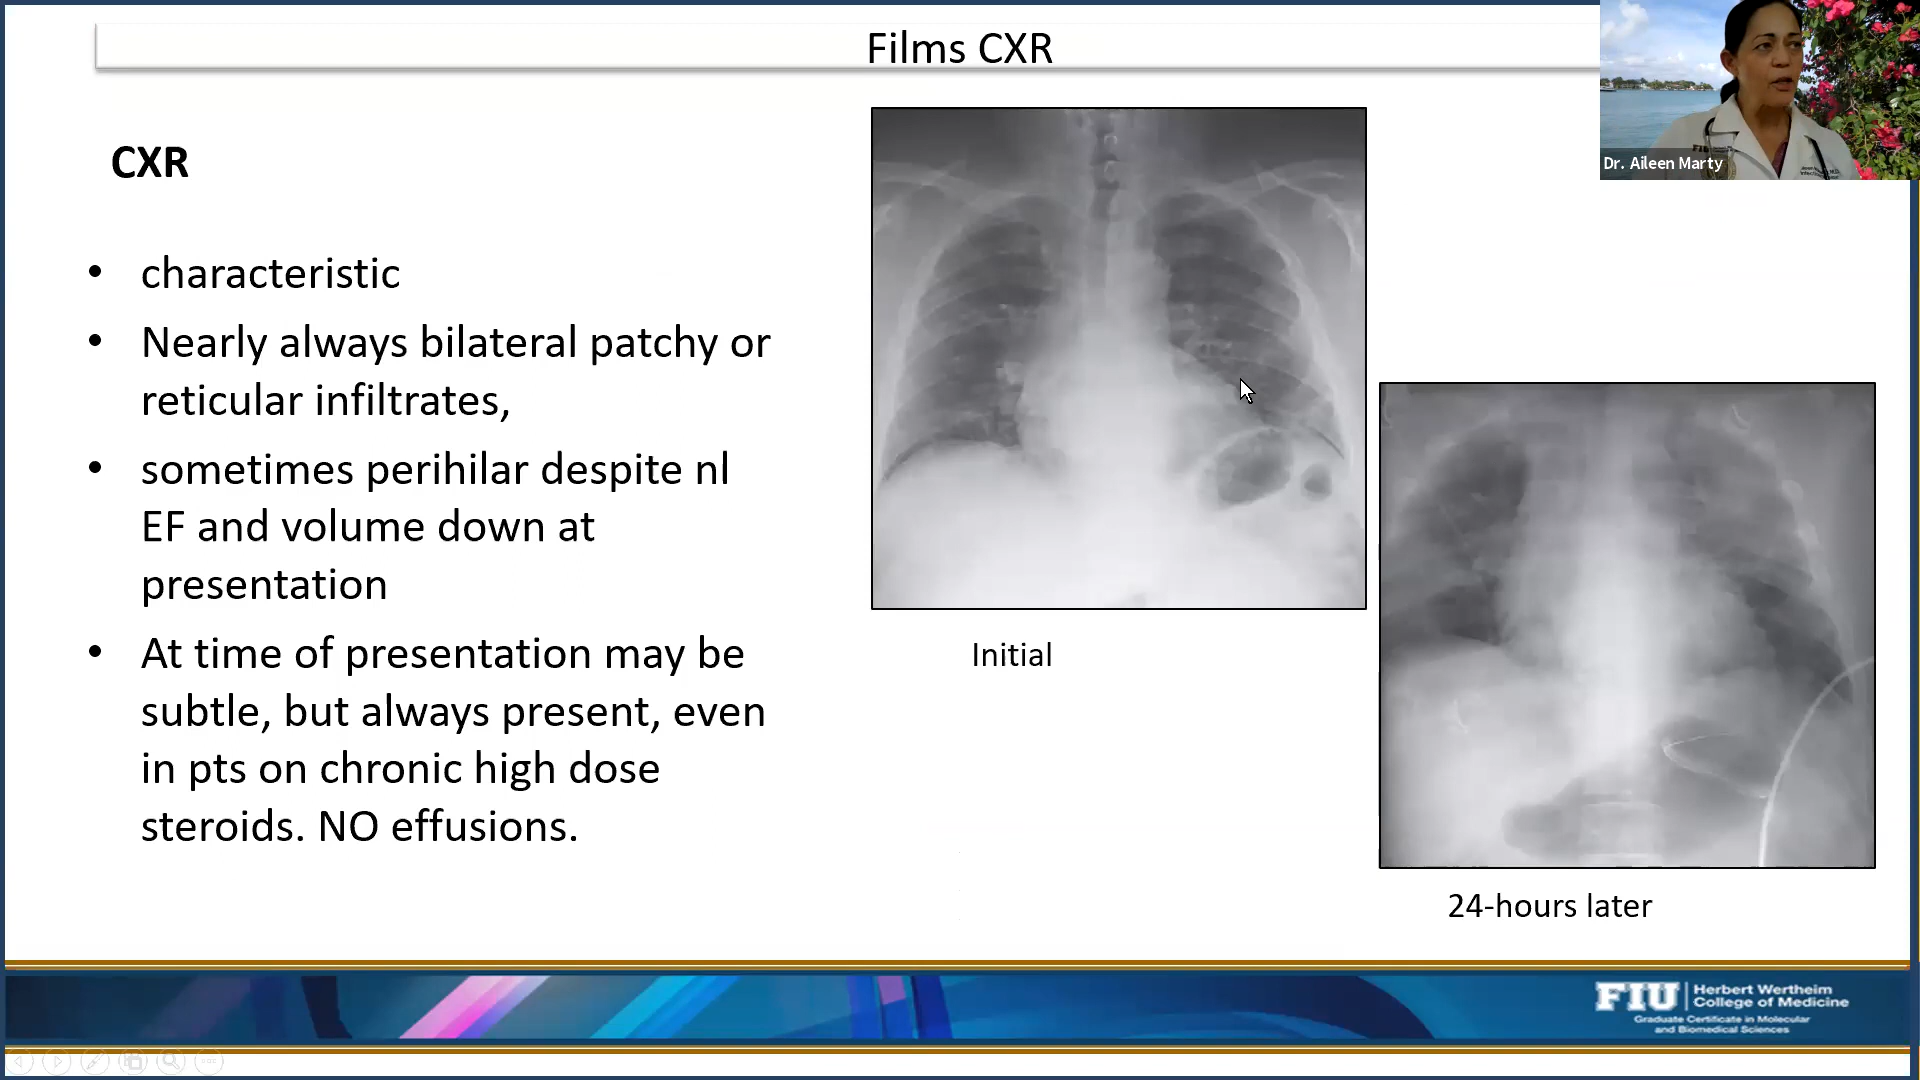 Films CXR
Dr. Aileen Marty
CXR
• characteristic
• Nearly always bilateral patchy or
reticular infiltrates,
• sometimes perihilar despite nl
EF and volume down at
presentation
• At time of presentation may be
subtle, but always present, even
in pts on chronic high dose
steroids. NO effusions.
Initial
24-hours later
FIU
Herbert Wertheim
College of Medicine
Graduate Certificate in Molecular
and Biomedical Sciences